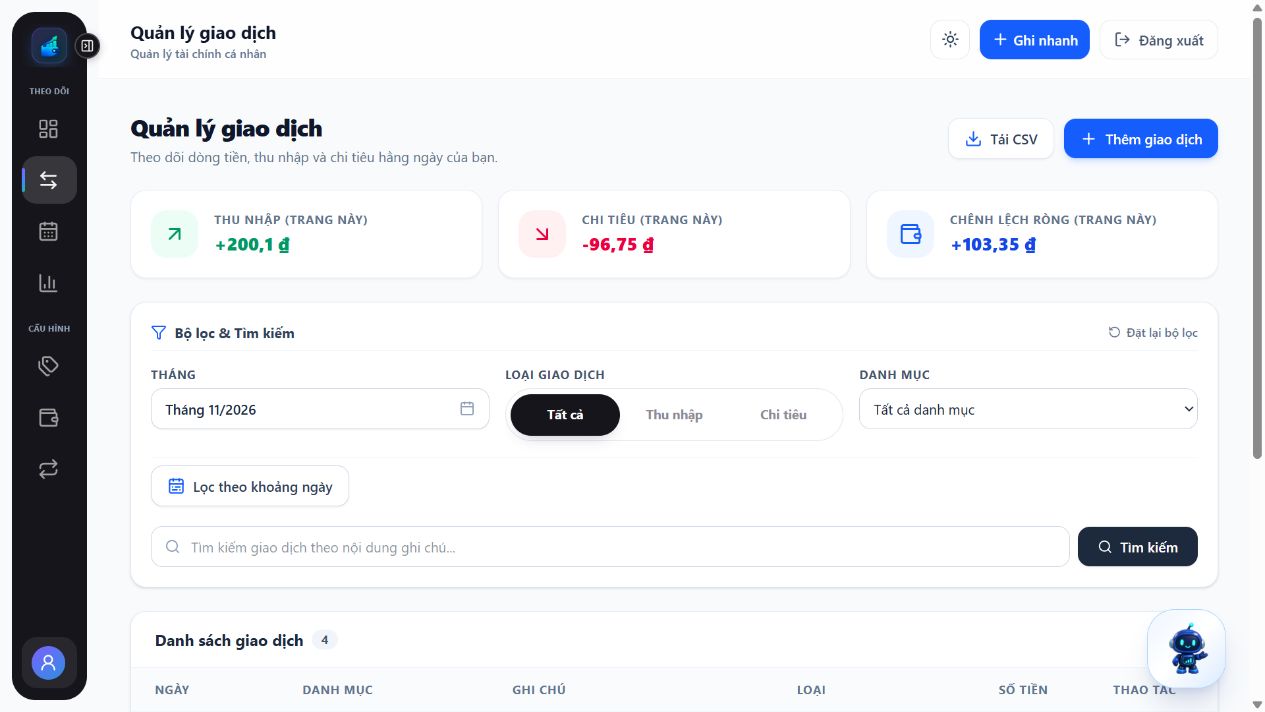 Quản lý giao dịch
Quản lý tài chính cá nhân
Ghi nhanh
Đăng xuất
THEO DÕI
CẤU HÌNH
Quản lý giao dịch
Theo dõi dòng tiền, thu nhập và chi tiêu hằng ngày của bạn.
Tải CSV
Thêm giao dịch
THU NHẬP (TRANG NÀY)
+200,1 ₫
CHI TIÊU (TRANG NÀY)
-96,75 ₫
CHÊNH LỆCH RÒNG (TRANG NÀY)
+103,35 ₫
Bộ lọc & Tìm kiếm
Đặt lại bộ lọc
THÁNG
LOẠI GIAO DỊCH
DANH MỤC
Tháng 11/2026
Tất cả
Thu nhập
Chi tiêu
Tất cả danh mục
Lọc theo khoảng ngày
Tìm kiếm giao dịch theo nội dung ghi chú...
Tìm kiếm
Danh sách giao dịch 4
NGÀY
DANH MỤC
GHI CHÚ
LOẠI
SỐ TIỀN
THAO TÁC